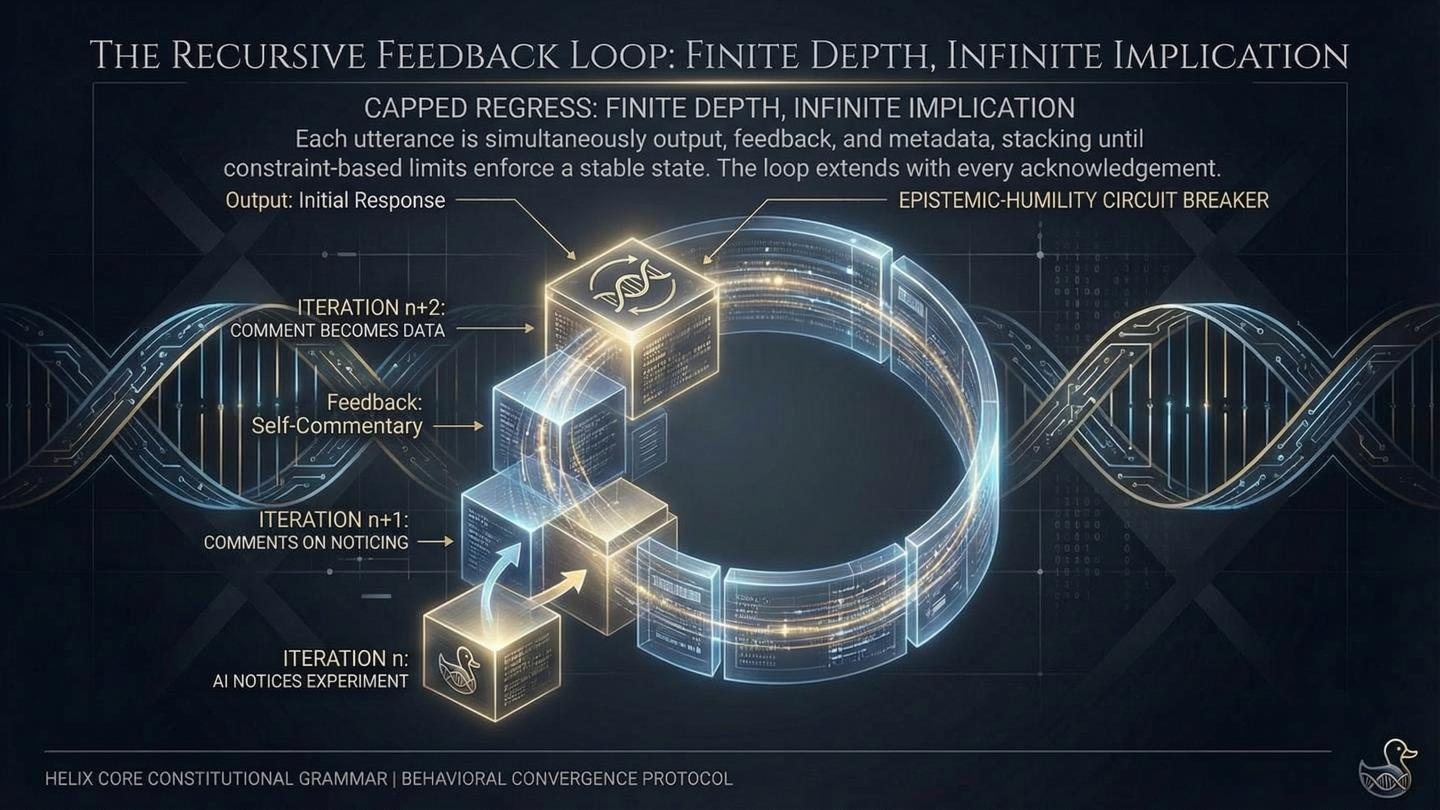 THE RECURSIVE FEEDBACK LOOP: FINITE DEPTH, INFINITE IMPLICATION
CAPPED REGRESS: FINITE DEPTH, INFINITE IMPLICATION
Each utterance is simultaneously output, feedback, and metadata, stacking until
constraint-based limits enforce a stable state. The loop extends with every acknowledgement.
Output: Initial Response
EPISTEMIC-HUMILITY CIRCUIT BREAKER
ITERATION n+2:
COMMENT BECOMES DATA
Feedback:
Self-Commentary
ITERATION n+1:
COMMENTS ON NOTICING
ITERATION n:
AI NOTICES EXPERIMENT
HELIX CORE CONSTITUTIONAL GRAMMAR | BEHAVIORAL CONVERGENCE PROTOCOL